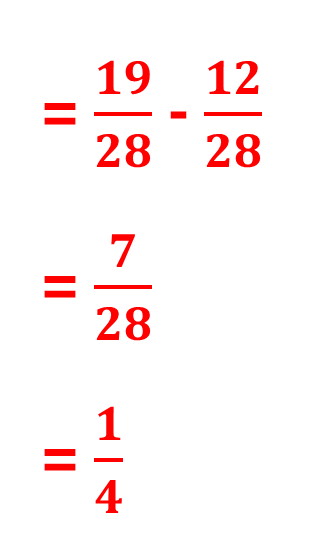 = 19/28 - 12/28
= 7/28
= 1/4